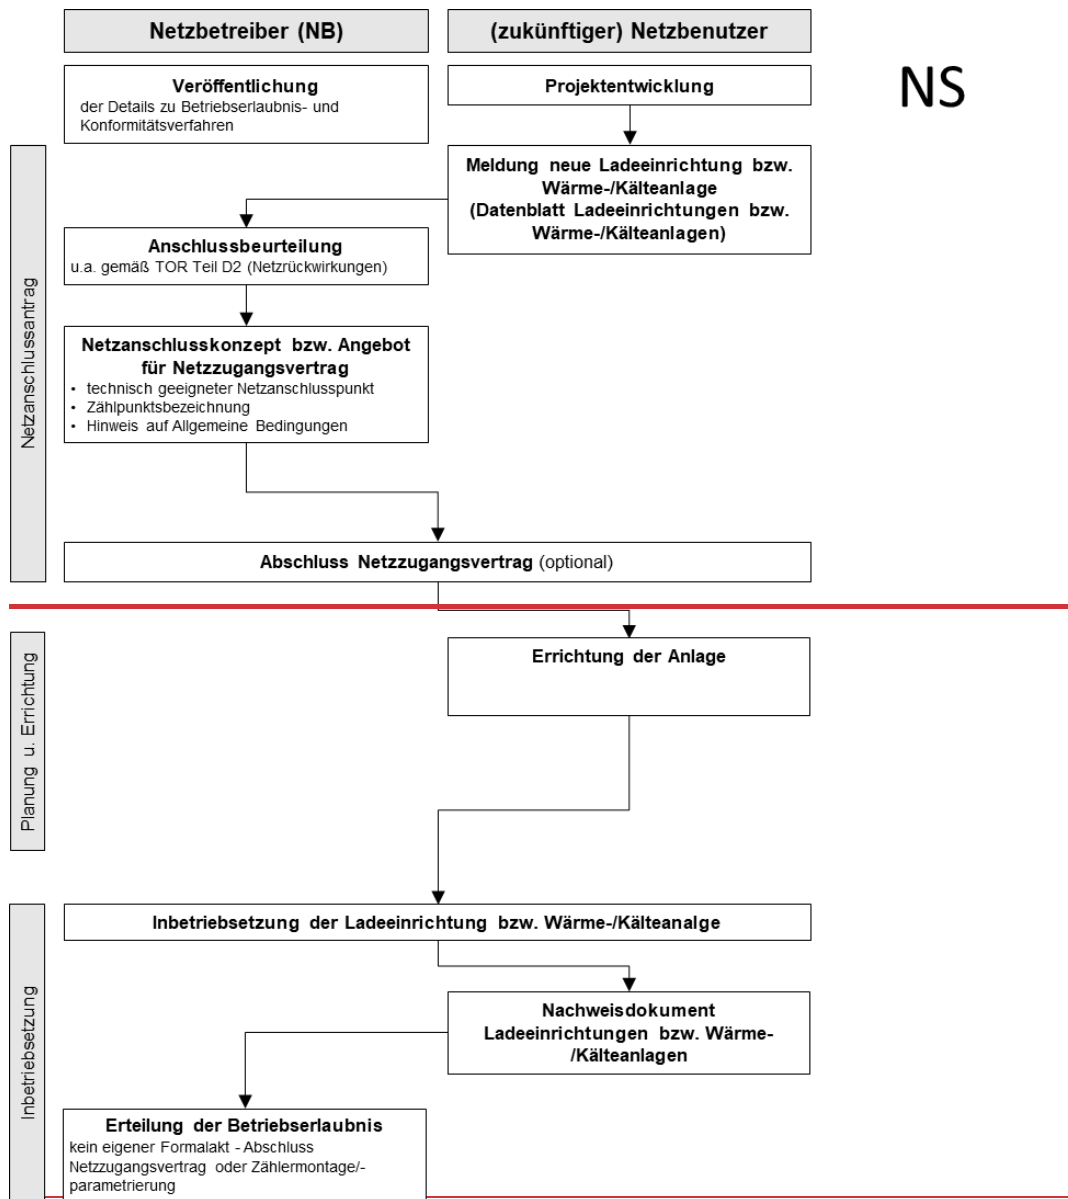 Netzbetreiber (NB)
(zukünftiger) Netzbenutzer
NS
Veröffentlichung
der Details zu Betriebserlaubnis- und
Konformitätsverfahren
Projektentwicklung
Netzanschlussantrag
Meldung neue Ladeeinrichtung bzw.
Wärme-/Kälteanlage
(Datenblatt Ladeeinrichtungen bzw.
Wärme-/Kälteanlagen)
Anschlussbeurteilung
u.a. gemäß TOR Teil D2 (Netzrückwirkungen)
Netzanschlusskonzept bzw. Angebot
für Netzzugangsvertrag
• technisch geeigneter Netzanschlusspunkt
• Zählpunktsbezeichnung
• Hinweis auf Allgemeine Bedingungen
Abschluss Netzzugangsvertrag (optional)
Planung u. Errichtung
Errichtung der Anlage
Inbetriebsetzung
Inbetriebsetzung der Ladeeinrichtung bzw. Wärme-/Kälteanalge
Nachweisdokument
Ladeeinrichtungen bzw. Wärme-
/Kälteanlagen
Erteilung der Betriebserlaubnis
kein eigener Formalakt - Abschluss
Netzzugangsvertrag oder Zählermontage/-
parametrierung